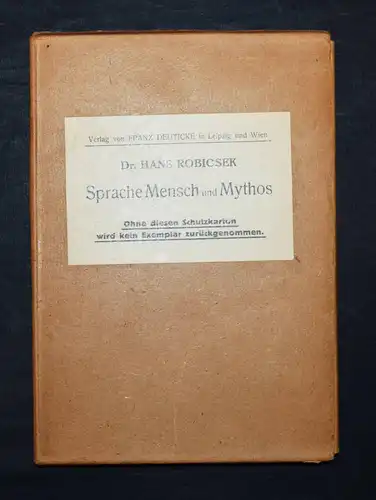 Verlag von FRANZ DEUTICKE in Leipzig und Wien
Dr. HANS ROBICSEK
Sprache Mensch und Mythos
Ohne diesen Schutzkarton
wird kein Exemplar zurückgenommen.